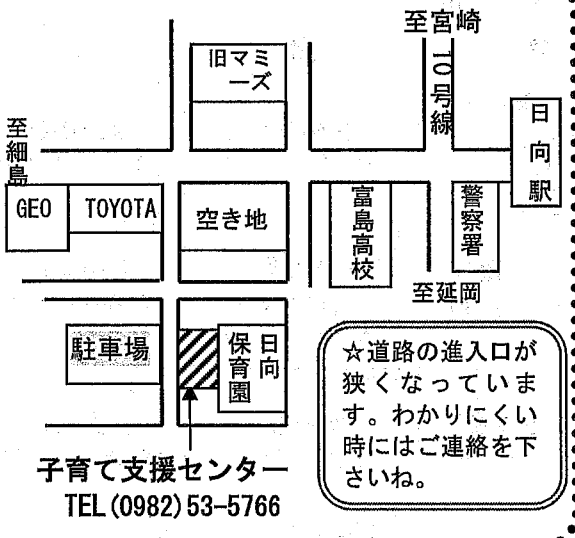 至宮崎
旧マミ
ーズ
10号線
日向駅
至細島
GEO
TOYOTA
空き地
富島高校
警察署
至延岡
駐車場
日向
保育園
☆道路の進入口が
狭くなっていま
す。わかりにくい
時にはご連絡を下
さいね。
子育て支援センター
TEL(0982)53-5766